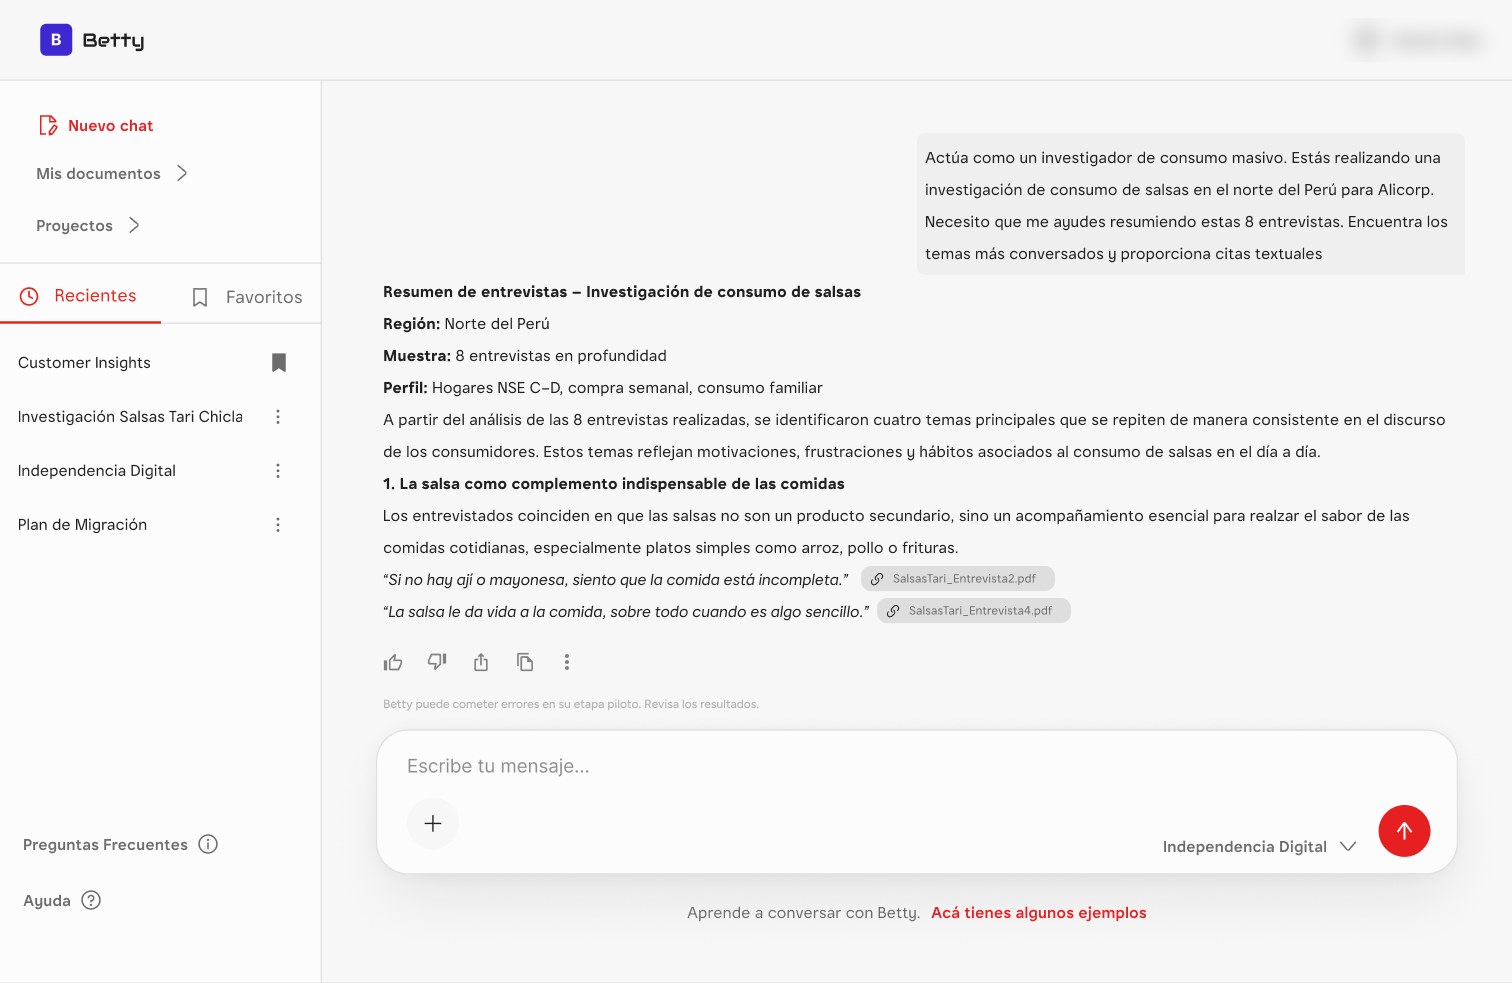 B Betty
Nuevo chat
Mis documentos
Proyectos
Recientes
Favoritos
Customer Insights
Investigación Salsas Tari Chicla
Independencia Digital
Plan de Migración
Preguntas Frecuentes
Ayuda
Actúa como un investigador de consumo masivo. Estás realizando una
investigación de consumo de salsas en el norte del Perú para Alicorp.
Necesito que me ayudes resumiendo estas 8 entrevistas. Encuentra los
temas más conversados y proporciona citas textuales
Resumen de entrevistas – Investigación de consumo de salsas
Región: Norte del Perú
Muestra: 8 entrevistas en profundidad
Perfil: Hogares NSE C–D, compra semanal, consumo familiar
A partir del análisis de las 8 entrevistas realizadas, se identificaron cuatro temas principales que se repiten de manera consistente en el discurso
de los consumidores. Estos temas reflejan motivaciones, frustraciones y hábitos asociados al consumo de salsas en el día a día.
1. La salsa como complemento indispensable de las comidas
Los entrevistados coinciden en que las salsas no son un producto secundario, sino un acompañamiento esencial para realzar el sabor de las
comidas cotidianas, especialmente platos simples como arroz, pollo o frituras.
“Si no hay ají o mayonesa, siento que la comida está incompleta.” SalsasTari_Entrevista2.pdf
“La salsa le da vida a la comida, sobre todo cuando es algo sencillo.” SalsasTari_Entrevista4.pdf
Betty puede cometer errores en su etapa piloto. Revisa los resultados.
Escribe tu mensaje...
Independencia Digital
Aprende a conversar con Betty. Acá tienes algunos ejemplos